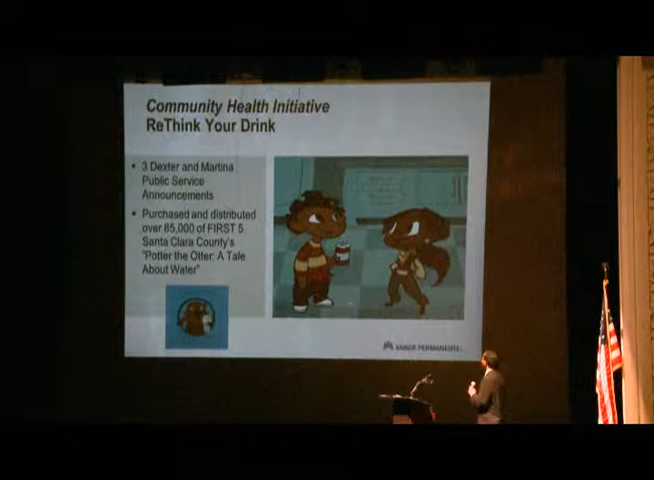 Community Health Initiative
ReThink Your Drink
• 3 Dexter and Martina
Public Service
Announcements
• Purchased and distributed
over 85,000 of FIRST 5
Santa Clara County's
"Potter the Otter: A Tale
About Water"
KAISER PERMANENTE